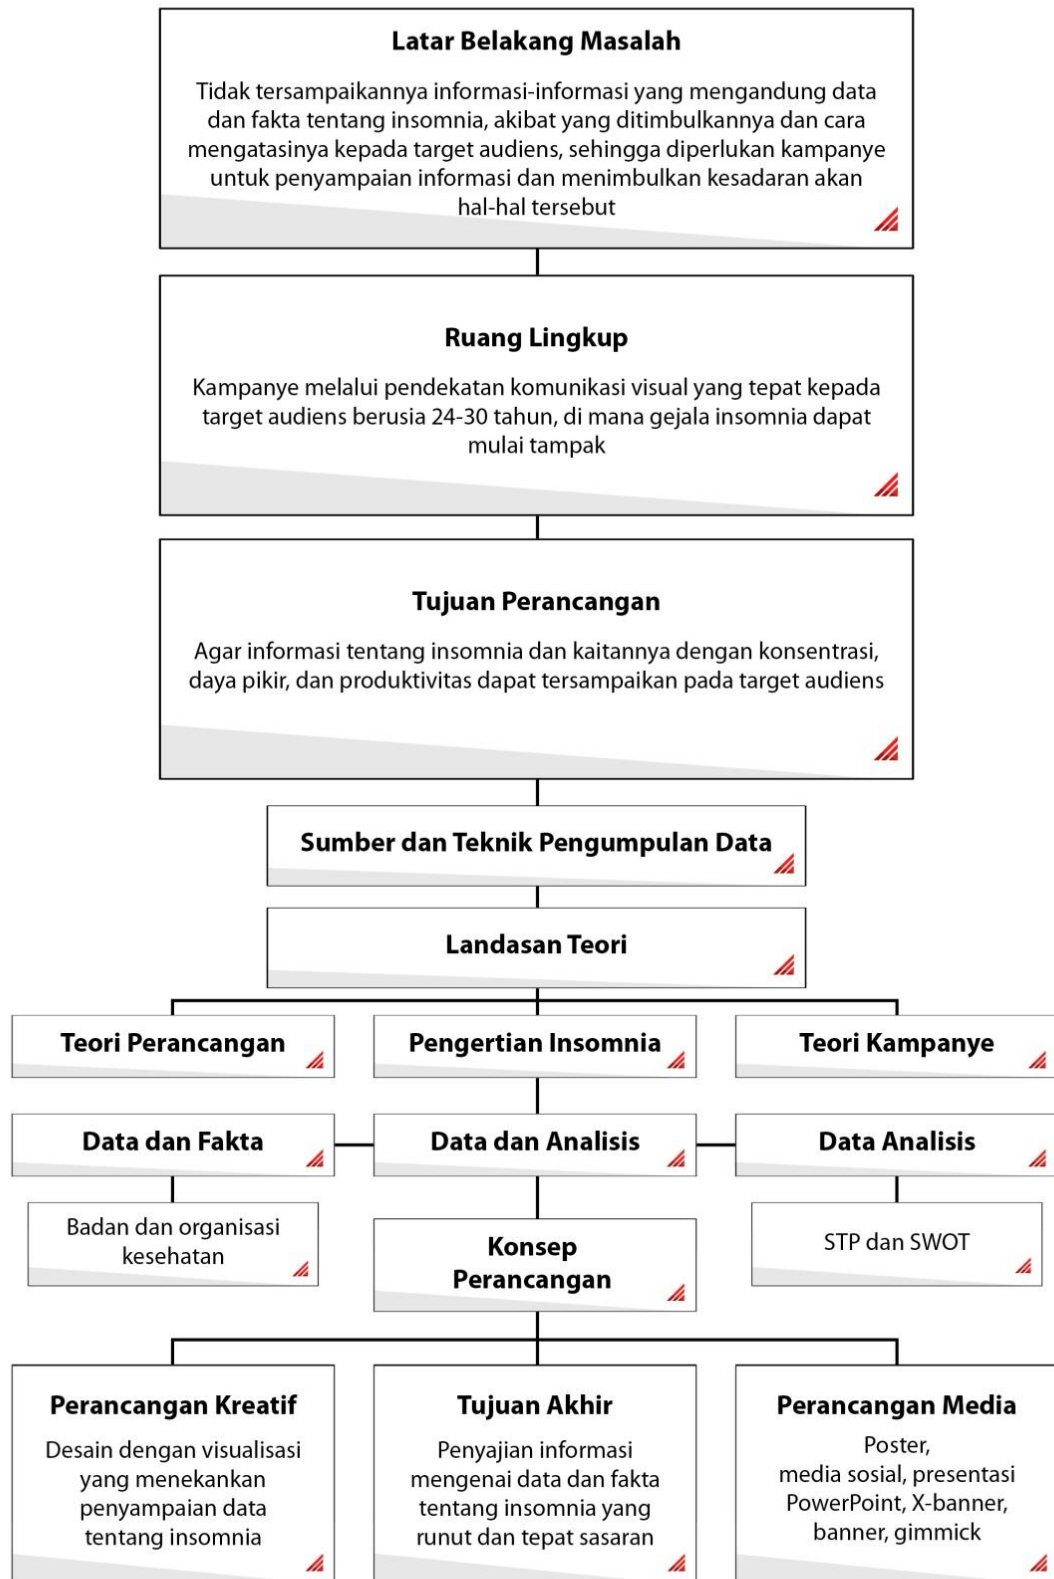 Latar Belakang Masalah
Tidak tersampaikannya informasi-informasi yang mengandung data
dan fakta tentang insomnia, akibat yang ditimbulkannya dan cara
mengatasinya kepada target audiens, sehingga diperlukan kampanye
untuk penyampaian informasi dan menimbulkan kesadaran akan
hal-hal tersebut
Ruang Lingkup
Kampanye melalui pendekatan komunikasi visual yang tepat kepada
target audiens berusia 24-30 tahun, di mana gejala insomnia dapat
mulai tampak
Tujuan Perancangan
Agar informasi tentang insomnia dan kaitannya dengan konsentrasi,
daya pikir, dan produktivitas dapat tersampaikan pada target audiens
Sumber dan Teknik Pengumpulan Data
Landasan Teori
Teori Perancangan
Pengertian Insomnia
Teori Kampanye
Data dan Fakta
Data dan Analisis
Data Analisis
Badan dan organisasi
kesehatan
Konsep
Perancangan
STP dan SWOT
Perancangan Kreatif
Desain dengan visualisasi
yang menekankan
penyampaian data
tentang insomnia
Tujuan Akhir
Penyajian informasi
mengenai data dan fakta
tentang insomnia yang
runut dan tepat sasaran
Perancangan Media
Poster,
media sosial, presentasi
PowerPoint, X-banner,
banner, gimmick